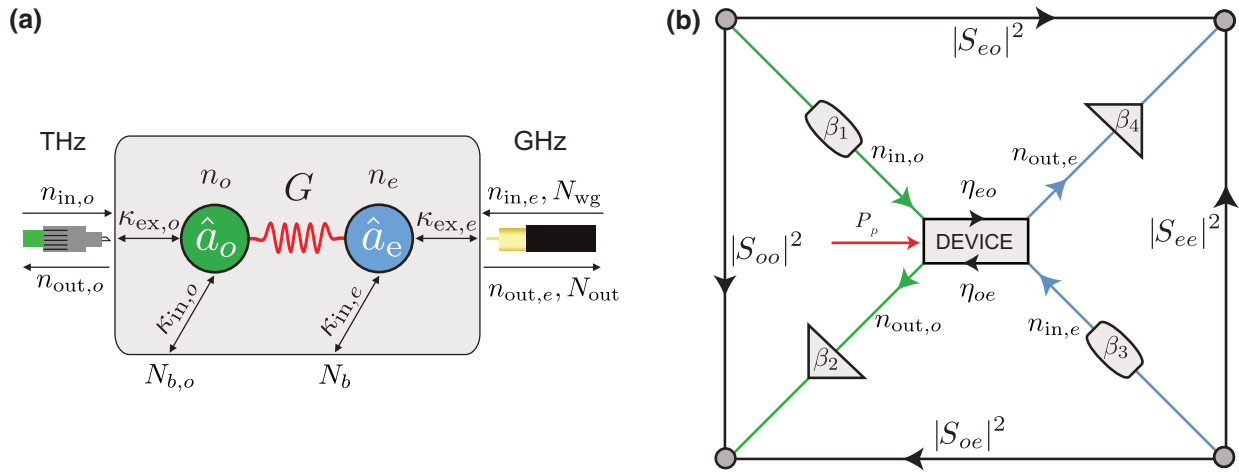 (a)
THz
GHz
n_o
G
n_e
n_{in,o}
κ_{ex,o}
â_o
â_e
κ_{ex,e}
n_{in,e}, N_{wg}
n_{out,o}
n_{out,e}, N_{out}
κ_{in,o}
κ_{in,e}
N_{b,o}
N_b
(b)
|S_{eo}|^2
β_1
β_4
n_{in,o}
n_{out,e}
η_{eo}
P_p
DEVICE
|S_{oo}|^2
|S_{ee}|^2
η_{oe}
n_{out,o}
n_{in,e}
β_2
β_3
|S_{oe}|^2